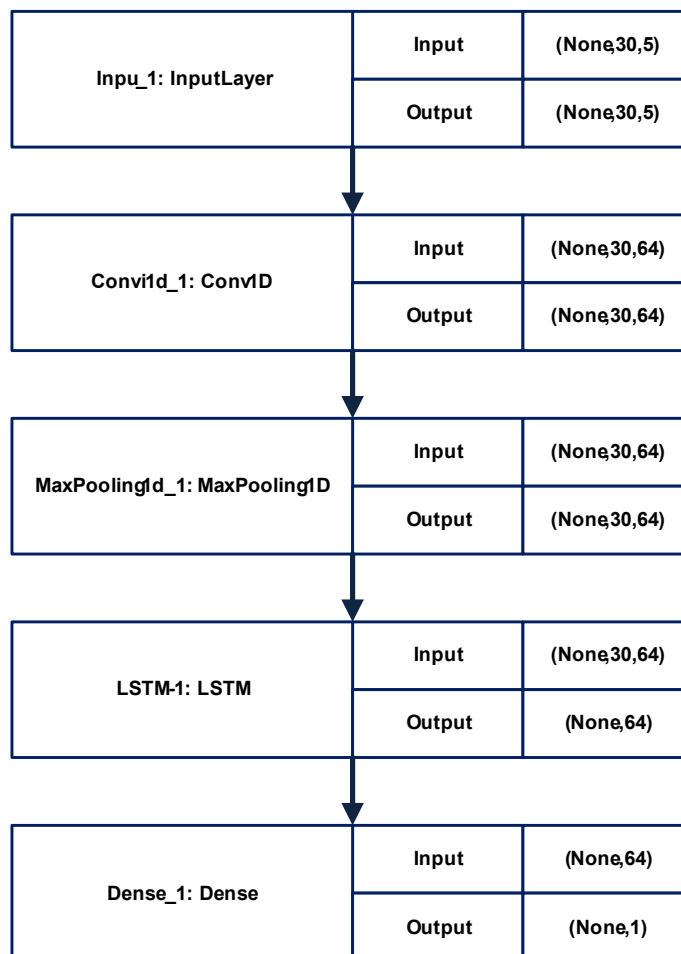 Inpu_1: InputLayer
Input
(None,30,5)
Output
(None,30,5)
Convi1d_1: Conv1D
Input
(None,30,64)
Output
(None,30,64)
MaxPooling1d_1: MaxPooling1D
Input
(None,30,64)
Output
(None,30,64)
LSTM-1: LSTM
Input
(None,30,64)
Output
(None,64)
Dense_1: Dense
Input
(None,64)
Output
(None,1)